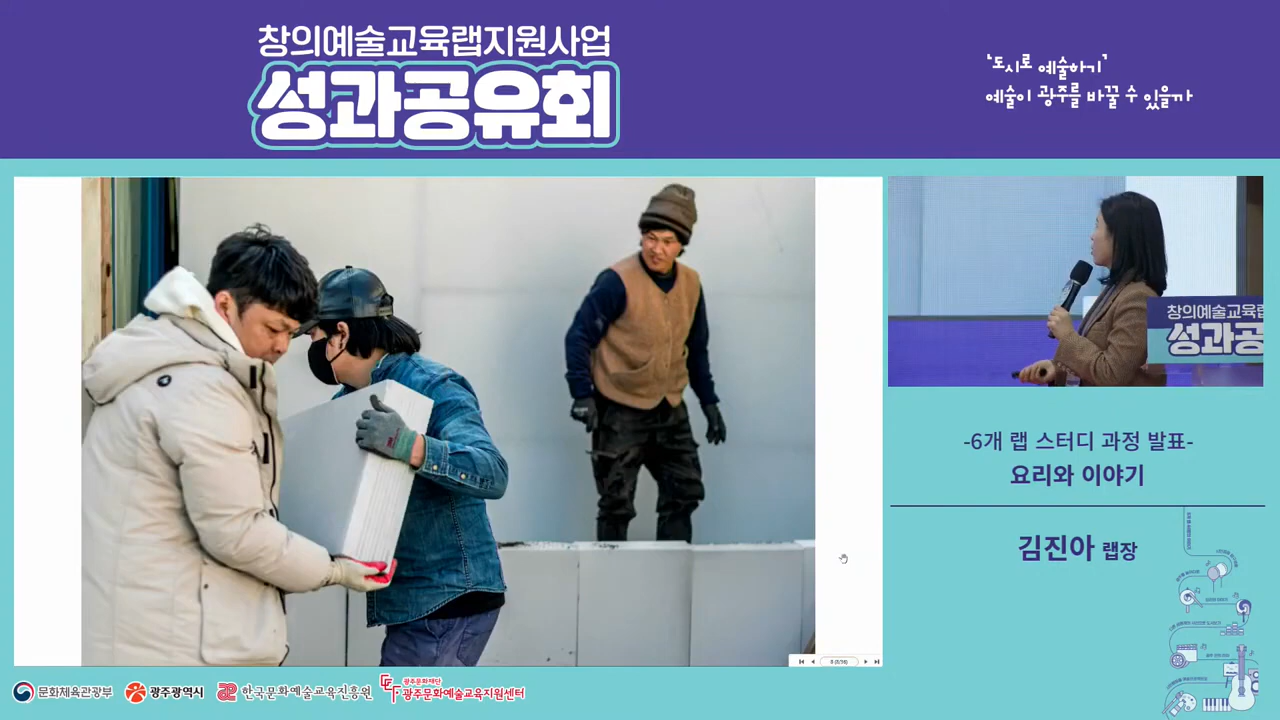 창의예술교육랩지원사업
성과공유회
'도시로 예술하기'
예술이 광주를 바꿀 수 있을까
창의예술교육
성과공
-6개 랩 스터디 과정 발표-
요리와 이야기
김진아 랩장
문화체육관광부
광주광역시
한국문화예술교육진흥원
광주문화재단
광주문화예술교육지원센터